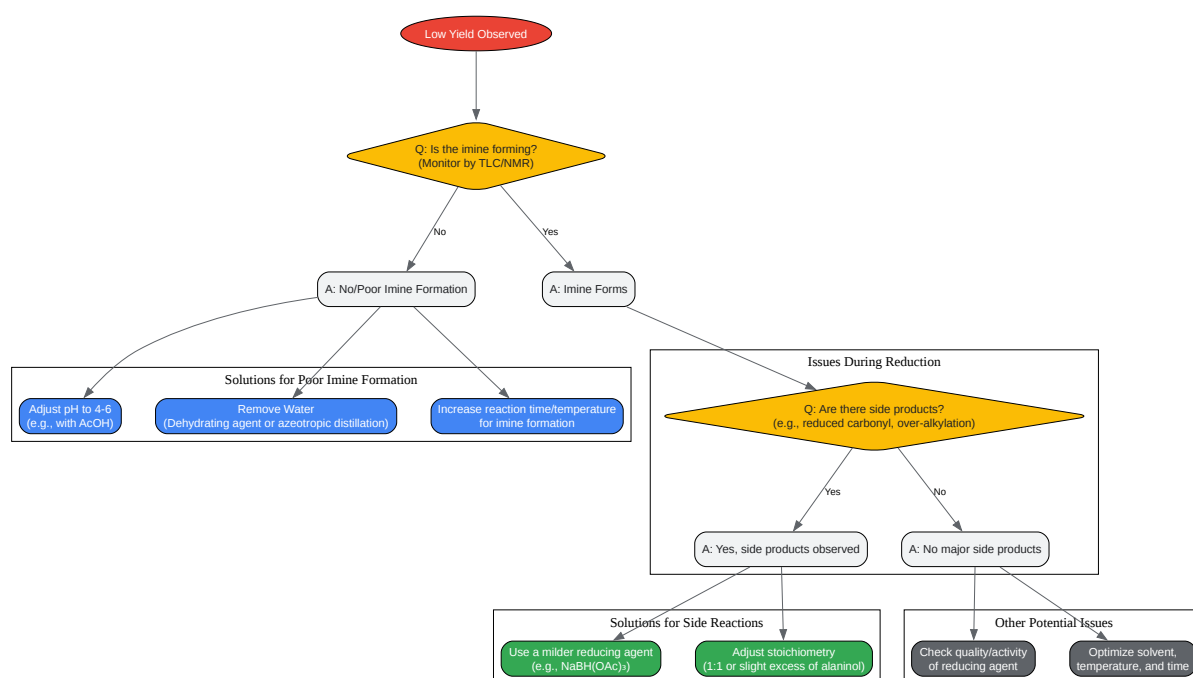 Low Yield Observed
Q: Is the imine forming?
(Monitor by TLC/NMR)
No
Yes
A: No/Poor Imine Formation
A: Imine Forms
Issues During Reduction
Solutions for Poor Imine Formation
Adjust pH to 4-6
(e.g., with AcOH)
Remove Water
(Dehydrating agent or azeotropic distillation)
Increase reaction time/temperature
for imine formation
Q: Are there side products?
(e.g., reduced carbonyl, over-alkylation)
Yes
No
A: Yes, side products observed
A: No major side products
Solutions for Side Reactions
Other Potential Issues
Use a milder reducing agent
(e.g., NaBH(OAc)₃)
Adjust stoichiometry
(1:1 or slight excess of alaninol)
Check quality/activity
of reducing agent
Optimize solvent,
temperature, and time